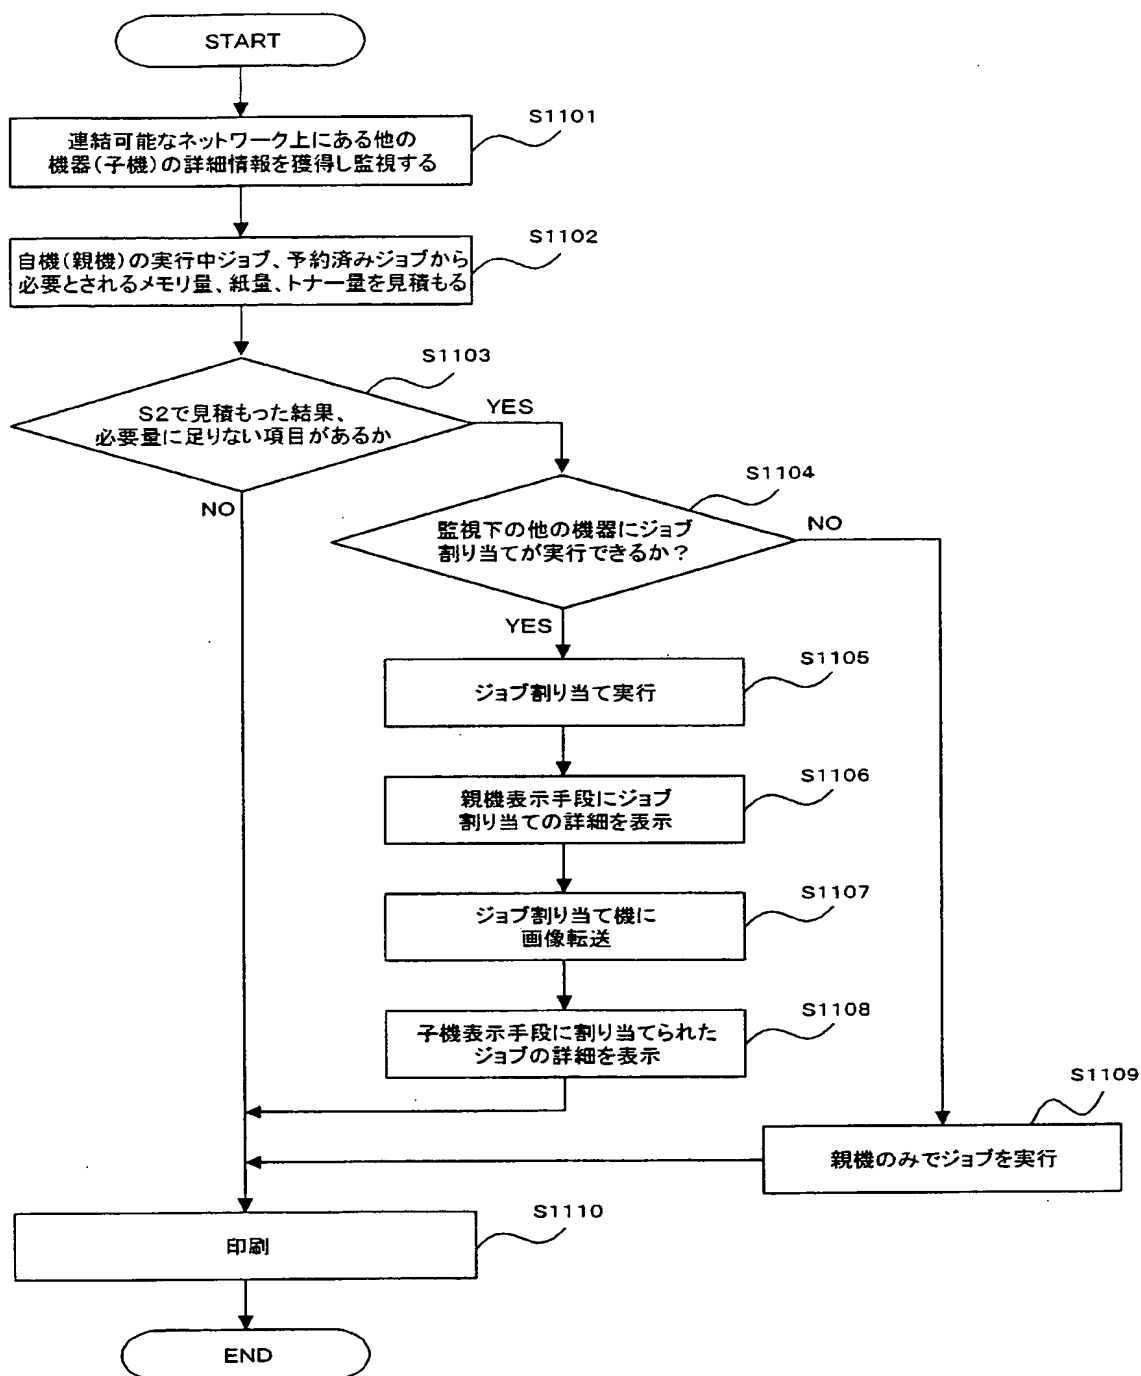 START
S1101
連結可能なネットワーク上にある他の
機器(子機)の詳細情報を獲得し監視する
S1102
自機(親機)の実行中ジョブ、予約済みジョブから
必要とされるメモリ量、紙量、トナー量を見積もる
S1103
S2で見積もった結果、
必要量に足りない項目があるか
YES
NO
S1104
監視下の他の機器にジョブ
割り当てが実行できるか?
NO
YES
S1105
ジョブ割り当て実行
S1106
親機表示手段にジョブ
割り当ての詳細を表示
S1107
ジョブ割り当て機に
画像転送
S1108
子機表示手段に割り当てられた
ジョブの詳細を表示
S1109
親機のみでジョブを実行
S1110
印刷
END